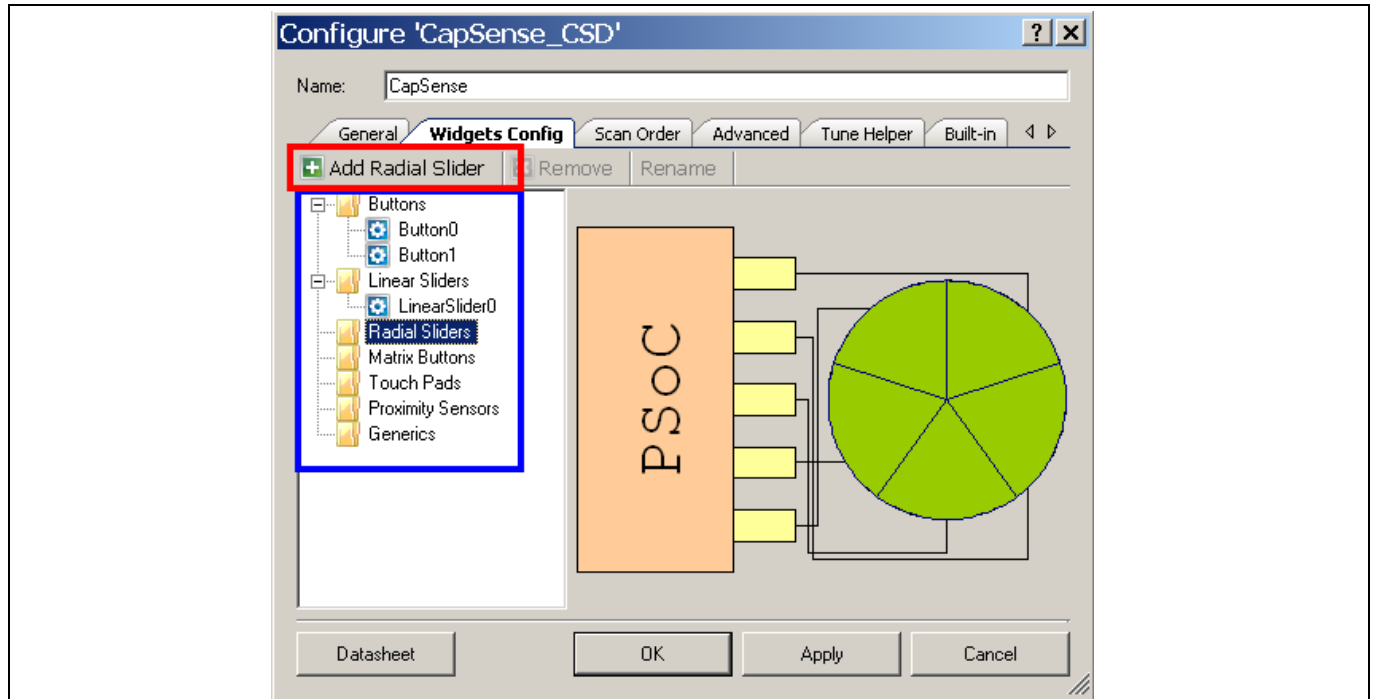 Configure 'CapSense_CSD'
Name: CapSense
General Widgets Config Scan Order Advanced Tune Helper Built-in
Add Radial Slider Remove Rename
Buttons
Button0
Button1
Linear Sliders
LinearSlider0
Radial Sliders
Matrix Buttons
Touch Pads
Proximity Sensors
Generics
PSoC
Datasheet OK Apply Cancel